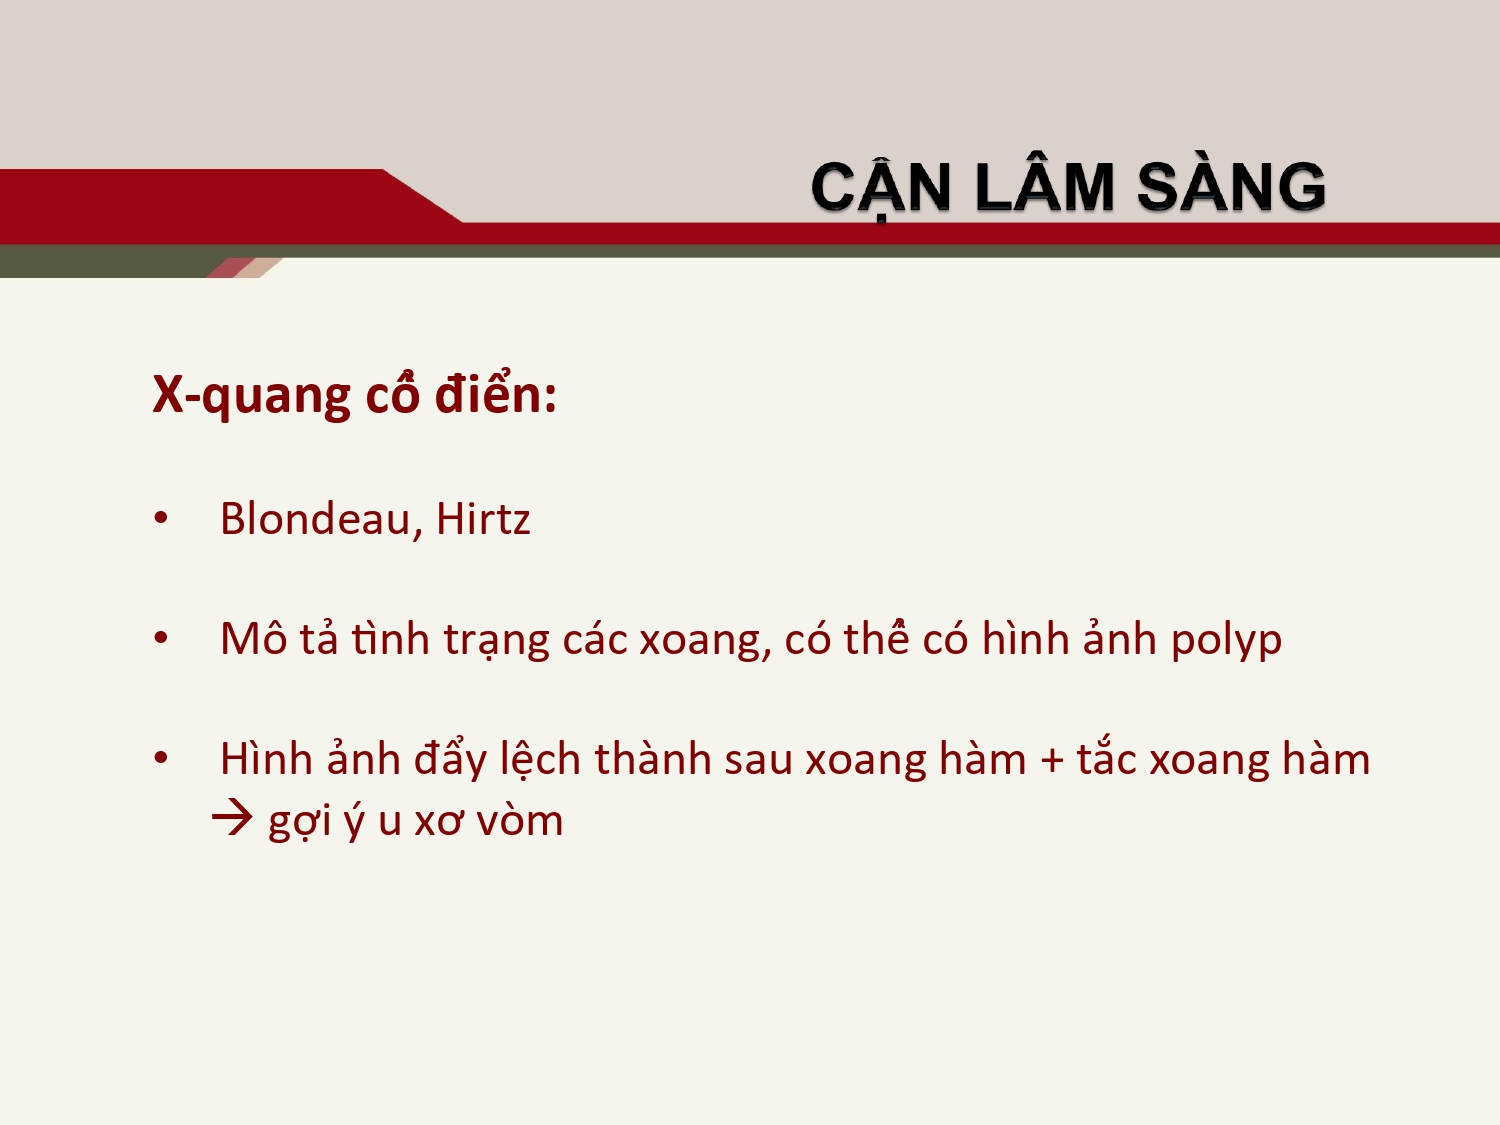 CẬN LÂM SÀNG
X-quang cổ điển:
• Blondeau, Hirtz
• Mô tả tình trạng các xoang, có thể có hình ảnh polyp
• Hình ảnh đẩy lệch thành sau xoang hàm + tắc xoang hàm
→ gợi ý u xơ vòm